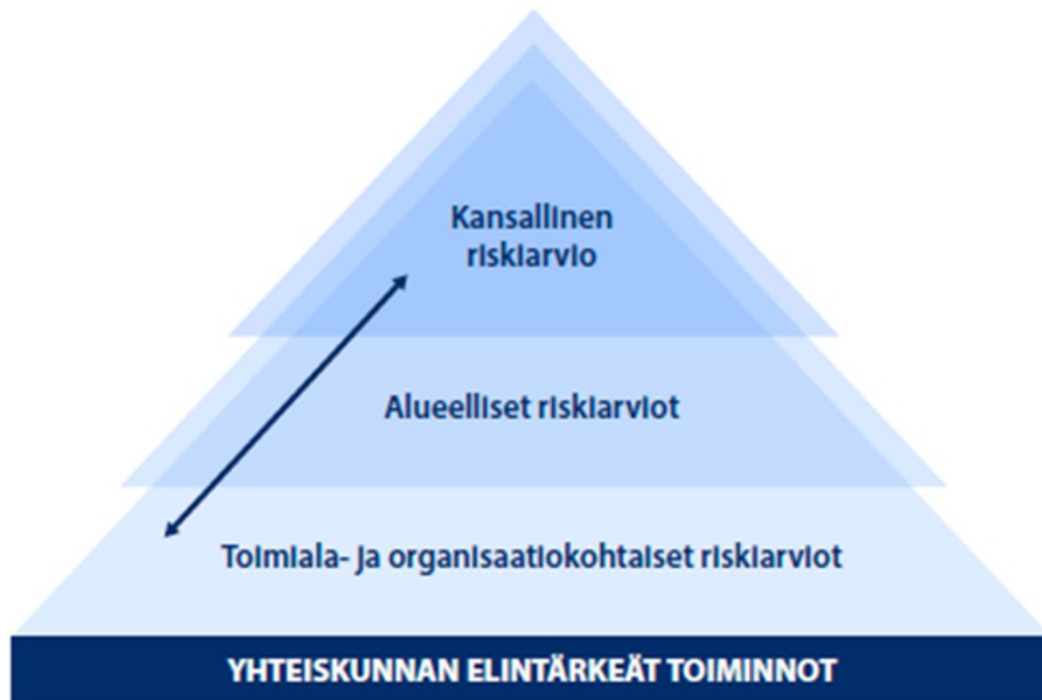 Kansallinen
riskiarvio
Alueelliset riskiarviot
Toimiala- ja organisaatiokohtaiset riskiarviot
YHTEISKUNNAN ELINTÄRKEÄT TOIMINNOT